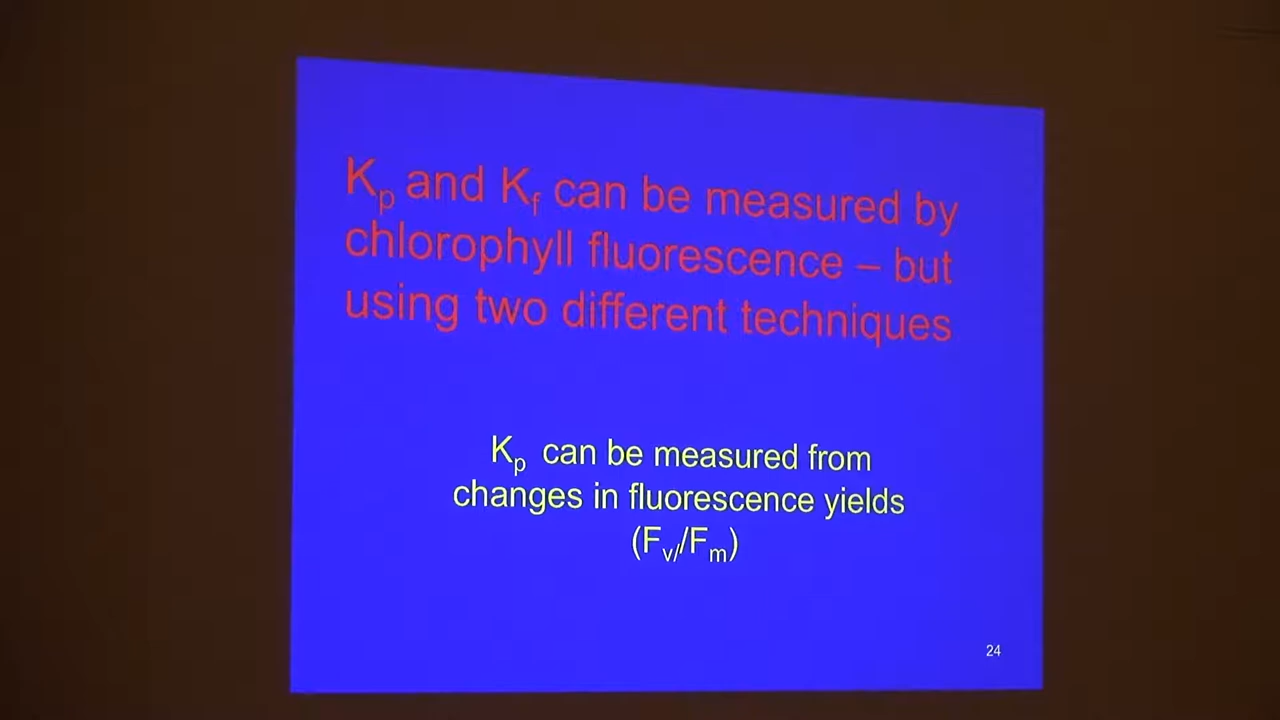 Kp and Kf can be measured by
chlorophyll fluorescence – but
using two different techniques
Kp can be measured from
changes in fluorescence yields
(Fv//Fm)
24